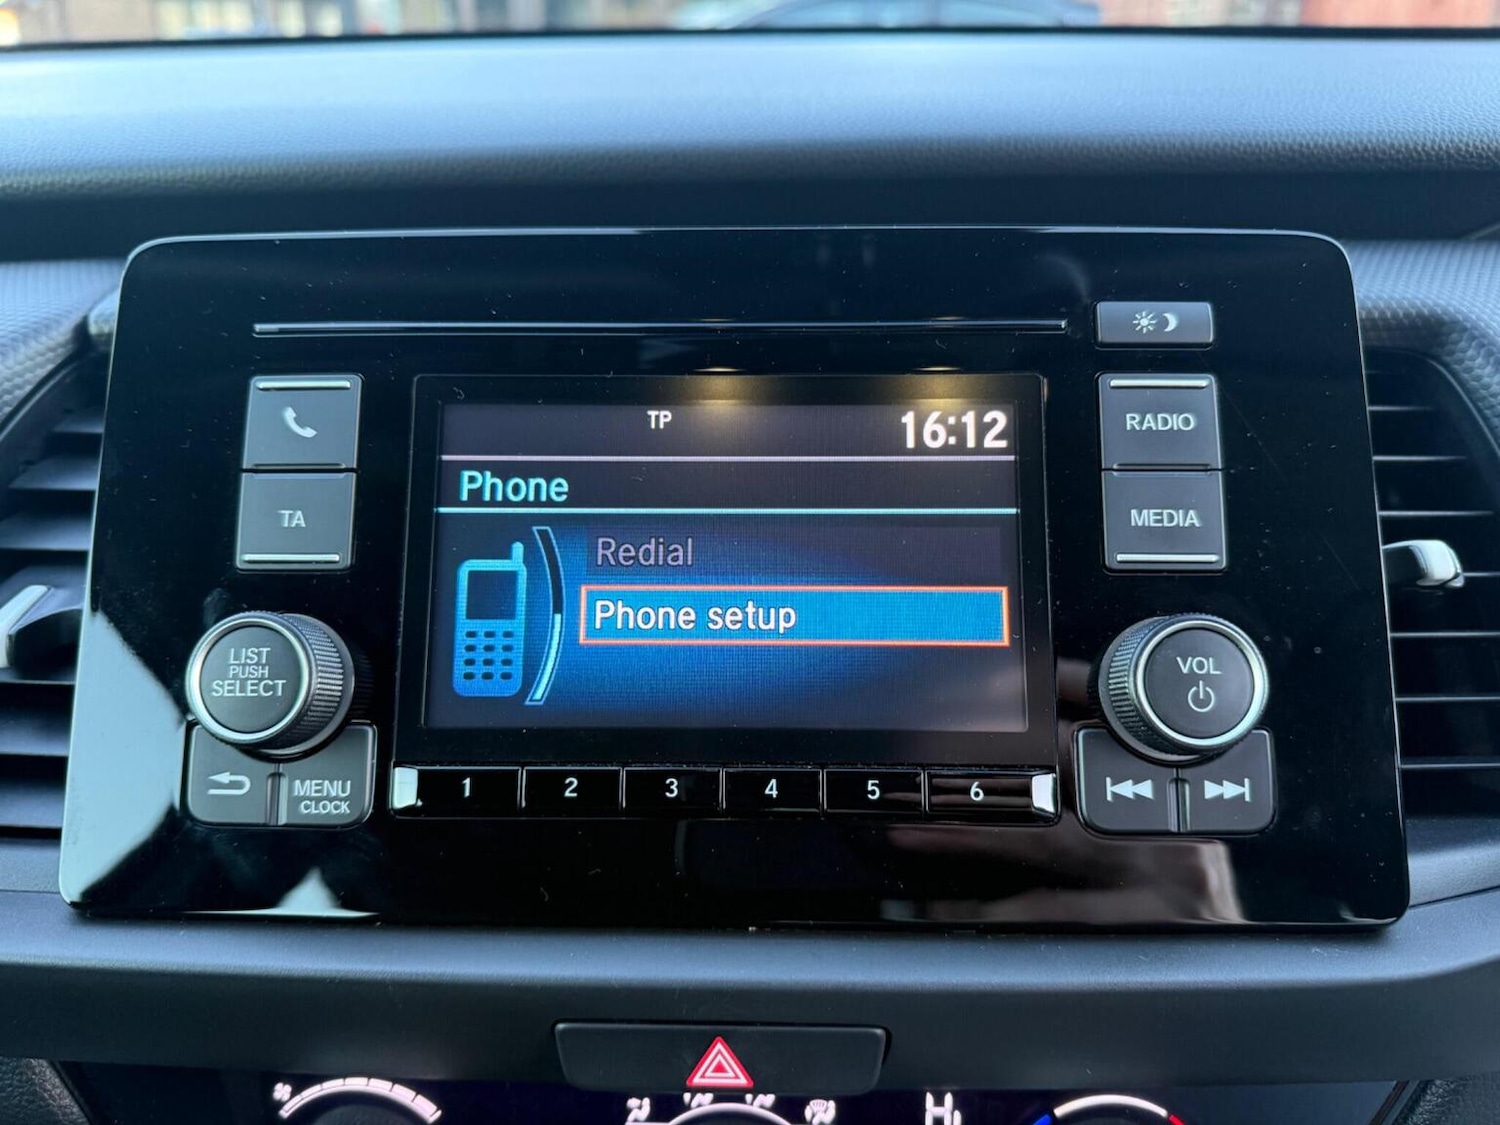 TP
16:12
Phone
Redial
Phone setup
TA
RADIO
MEDIA
LIST
PUSH
SELECT
VOL
MENU
CLOCK
1 2 3 4 5 6